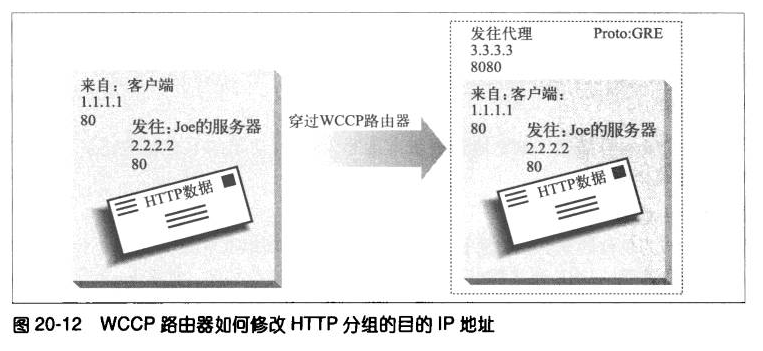 来自：客户端
1.1.1.1
80
发往：Joe的服务器
2.2.2.2
80
HTTP数据
穿过WCCP路由器
发往代理 Proto:GRE
3.3.3.3
8080
来自：客户端：
1.1.1.1
80
发往：Joe的服务器
2.2.2.2
80
HTTP数据
图 20-12 WCCP 路由器如何修改 HTTP 分组的目的 IP 地址